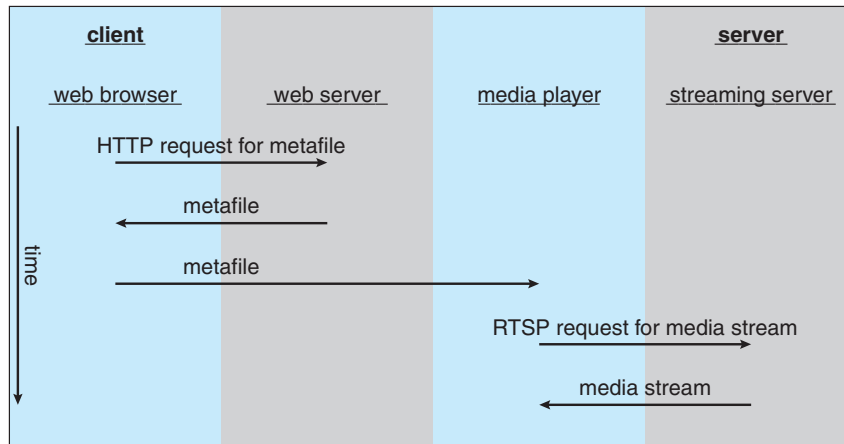 client
server
web browser
web server
media player
streaming server
HTTP request for metafile
metafile
time
metafile
RTSP request for media stream
media stream